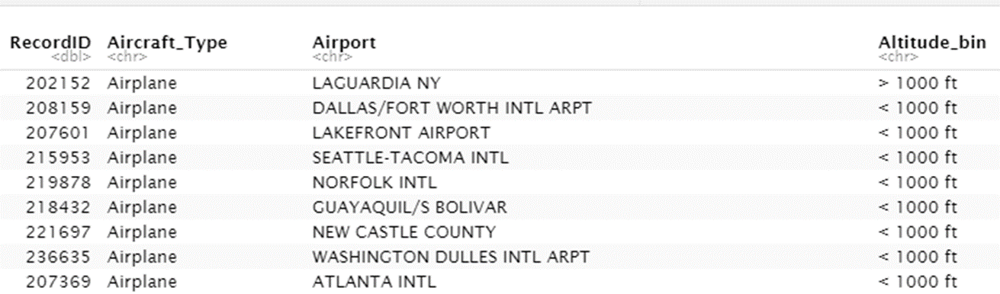 RecordID Aircraft_Type Airport Altitude_bin
<dbl> <chr> <chr> <chr>
202152 Airplane LAGUARDIA NY > 1000 ft
208159 Airplane DALLAS/FORT WORTH INTL ARPT < 1000 ft
207601 Airplane LAKEFRONT AIRPORT < 1000 ft
215953 Airplane SEATTLE-TACOMA INTL < 1000 ft
219878 Airplane NORFOLK INTL < 1000 ft
218432 Airplane GUAYAQUIL/S BOLIVAR < 1000 ft
221697 Airplane NEW CASTLE COUNTY < 1000 ft
236635 Airplane WASHINGTON DULLES INTL ARPT < 1000 ft
207369 Airplane ATLANTA INTL < 1000 ft